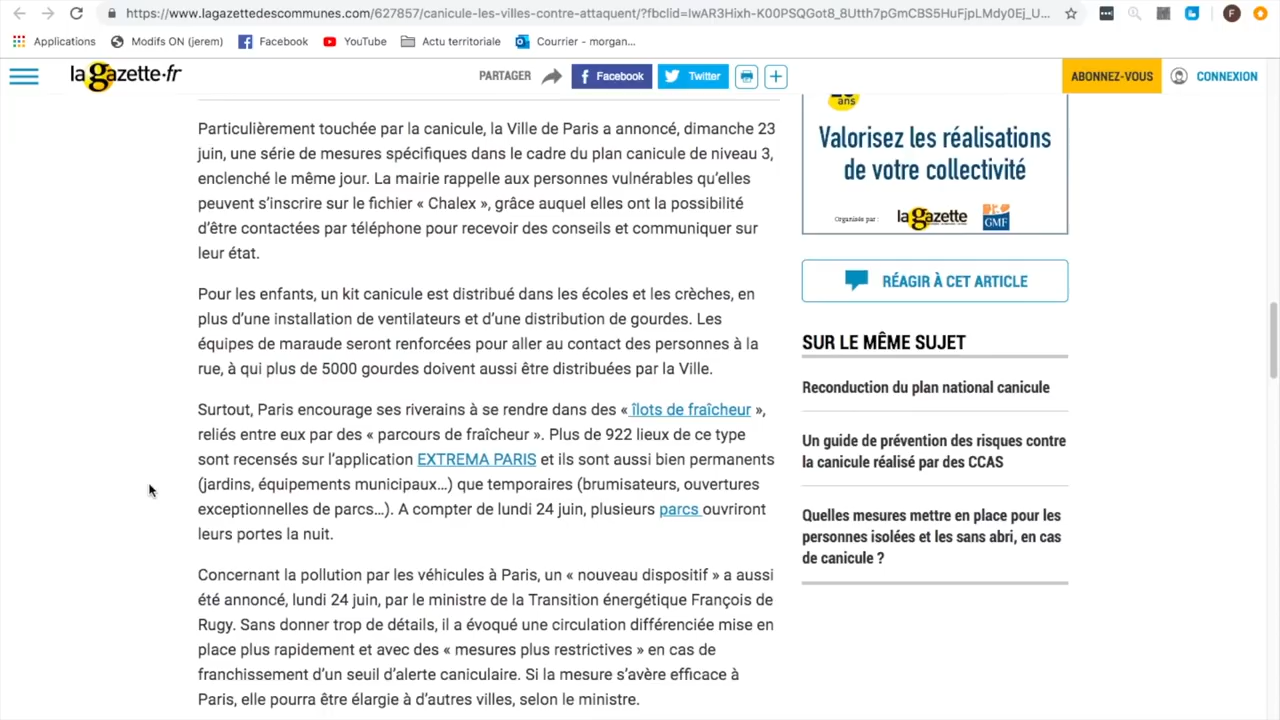 https://www.lagazettedescommunes.com/627857/canicule-les-villes-contre-attaquent/?fbclid=IwAR3Hixh-K00PSQGot8_8Utth7pGmCBS5HuFjpLMdy0Ej_U...
F
Applications
Modifs ON (jerem)
Facebook
YouTube
Actu territoriale
Courrier - morgan...
la gazette·fr
PARTAGER
Facebook
Twitter
ABONNEZ-VOUS
CONNEXION
Particulièrement touchée par la canicule, la Ville de Paris a annoncé, dimanche 23
juin, une série de mesures spécifiques dans le cadre du plan canicule de niveau 3,
enclenché le même jour. La mairie rappelle aux personnes vulnérables qu'elles
peuvent s'inscrire sur le fichier « Chalex », grâce auquel elles ont la possibilité
d'être contactées par téléphone pour recevoir des conseils et communiquer sur
leur état.
Pour les enfants, un kit canicule est distribué dans les écoles et les crèches, en
plus d'une installation de ventilateurs et d'une distribution de gourdes. Les
équipes de maraude seront renforcées pour aller au contact des personnes à la
rue, à qui plus de 5000 gourdes doivent aussi être distribuées par la Ville.
Surtout, Paris encourage ses riverains à se rendre dans des « îlots de fraîcheur »,
reliés entre eux par des « parcours de fraîcheur ». Plus de 922 lieux de ce type
sont recensés sur l'application EXTREMA PARIS et ils sont aussi bien permanents
(jardins, équipements municipaux…) que temporaires (brumisateurs, ouvertures
exceptionnelles de parcs…). A compter de lundi 24 juin, plusieurs parcs ouvriront
leurs portes la nuit.
Concernant la pollution par les véhicules à Paris, un « nouveau dispositif » a aussi
été annoncé, lundi 24 juin, par le ministre de la Transition énergétique François de
Rugy. Sans donner trop de détails, il a évoqué une circulation différenciée mise en
place plus rapidement et avec des « mesures plus restrictives » en cas de
franchissement d'un seuil d'alerte caniculaire. Si la mesure s'avère efficace à
Paris, elle pourra être élargie à d'autres villes, selon le ministre.
ans
Valorisez les réalisations
de votre collectivité
Organisés par :
la gazette
GMF
RÉAGIR À CET ARTICLE
SUR LE MÊME SUJET
Reconduction du plan national canicule
Un guide de prévention des risques contre
la canicule réalisé par des CCAS
Quelles mesures mettre en place pour les
personnes isolées et les sans abri, en cas
de canicule ?